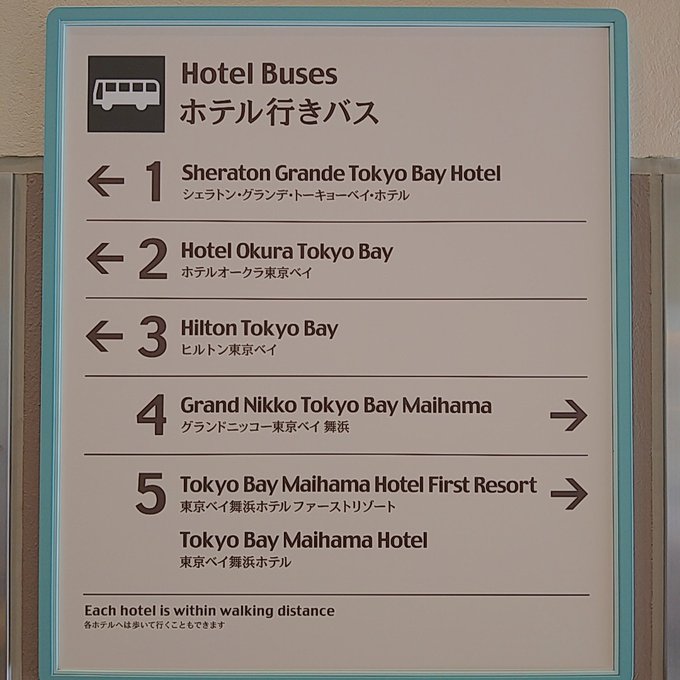 Hotel Buses
ホテル行きバス
← 1 Sheraton Grande Tokyo Bay Hotel
シェラトン・グランデ・トーキョーベイ・ホテル
← 2 Hotel Okura Tokyo Bay
ホテルオークラ東京ベイ
← 3 Hilton Tokyo Bay
ヒルトン東京ベイ
4 Grand Nikko Tokyo Bay Maihama →
グランドニッコー東京ベイ 舞浜
5 Tokyo Bay Maihama Hotel First Resort →
東京ベイ舞浜ホテル ファーストリゾート
Tokyo Bay Maihama Hotel
東京ベイ舞浜ホテル
Each hotel is within walking distance
各ホテルへは歩いて行くこともできます